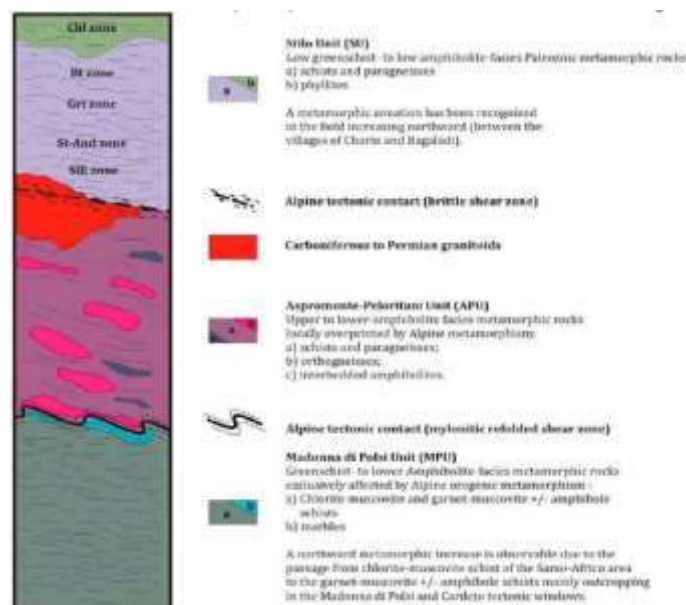 Chl zone
Bt zone
Grt zone
St-And zone
Sill zone
Stilo Unit (SU)
Low greenschist- to low amphibolite-facies Paleozoic metamorphic rocks
a) schists and paragneisses
b) phyllites
A metamorphic zonation has been recognized
in the field increasing northward (between the
villages of Chorio and Bagaladi).
Alpine tectonic contact (brittle shear zone)
Carboniferous to Permian granitoids
Aspromonte-Peloritani Unit (APU)
Upper to lower-amphibolite facies metamorphic rocks
locally overprinted by Alpine metamorphism:
a) schists and paragneisses;
b) orthogneisses;
c) interbedded amphibolites.
Alpine tectonic contact (mylonitic refolded shear zone)
Madonna di Polsi Unit (MPU)
Greenschist- to lower Amphibolite-facies metamorphic rocks
exclusively affected by Alpine orogenic metamorphism :
a) Chlorite-muscovite and garnet-muscovite +/- amphibole
schists
b) marbles
A northward metamorphic increase is observable due to the
passage from chlorite-muscovite schist of the Samo-Africo area
to the garnet-muscovite +/- amphibole schists mainly outcropping
in the Madonna di Polsi and Cardeto tectonic windows.